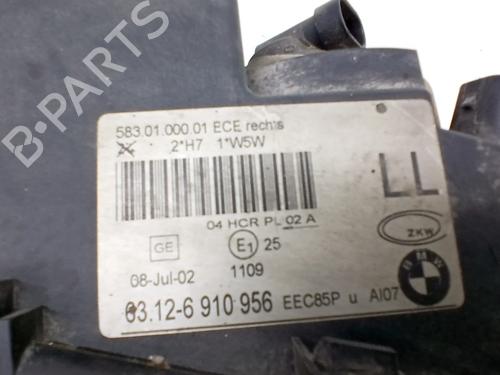 583.01.000.01 ECE rechts
2*H7 1*W5W
LL
04 HCR PL 02 A
GE
E1 25
ZKW
BMW
08-Jul-02
1109
63.12-6 910 956 EEC85P u AI07
B-PARTS